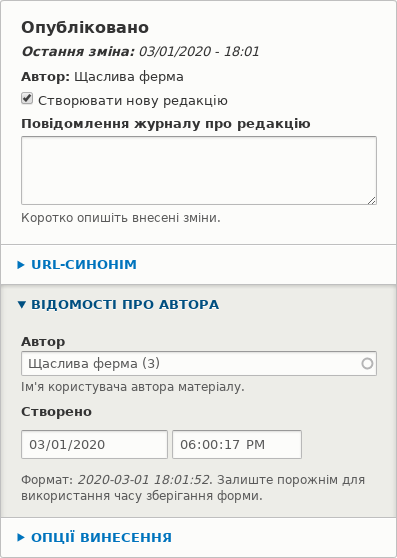 Опубліковано
Остання зміна: 03/01/2020 - 18:01
Автор: Щаслива ферма
Створювати нову редакцію
Повідомлення журналу про редакцію
Коротко опишіть внесені зміни.
URL-СИНОНІМ
ВІДОМОСТІ ПРО АВТОРА
Автор
Щаслива ферма (3)
Ім'я користувача автора матеріалу.
Створено
03/01/2020 06:00:17 PM
Формат: 2020-03-01 18:01:52. Залиште порожнім для
використання часу зберігання форми.
ОПЦІЇ ВИНЕСЕННЯ